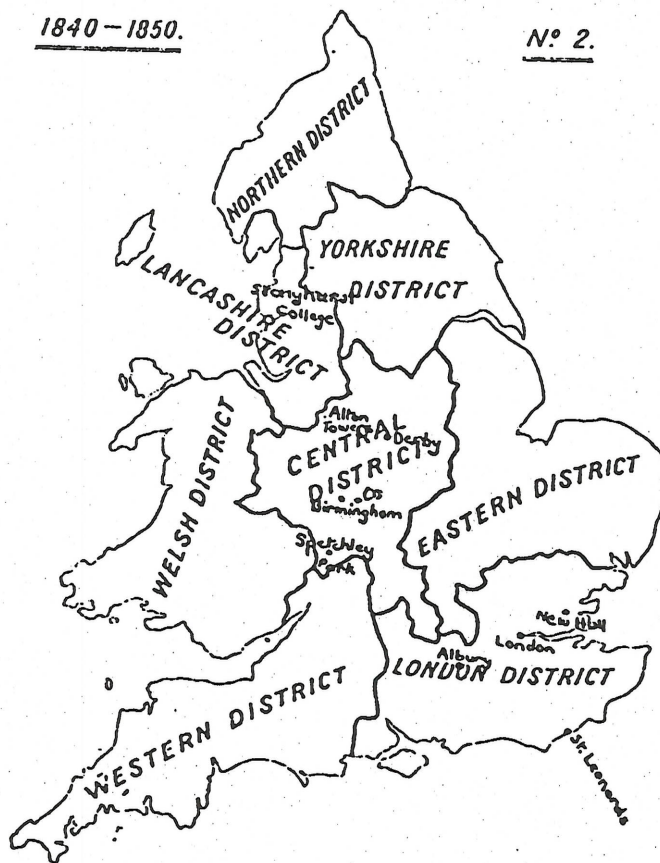 1840–1850.
Nº 2.
NORTHERN DISTRICT
YORKSHIRE
DISTRICT
LANCASHIRE
DISTRICT
Stonyhurst
College
Alton
Towers
Derby
CENTRAL
DISTRICT
Birmingham
WELSH DISTRICT
EASTERN DISTRICT
Spetchley
Park
New Hall
London
Albury
LONDON DISTRICT
WESTERN DISTRICT
St. Leonards